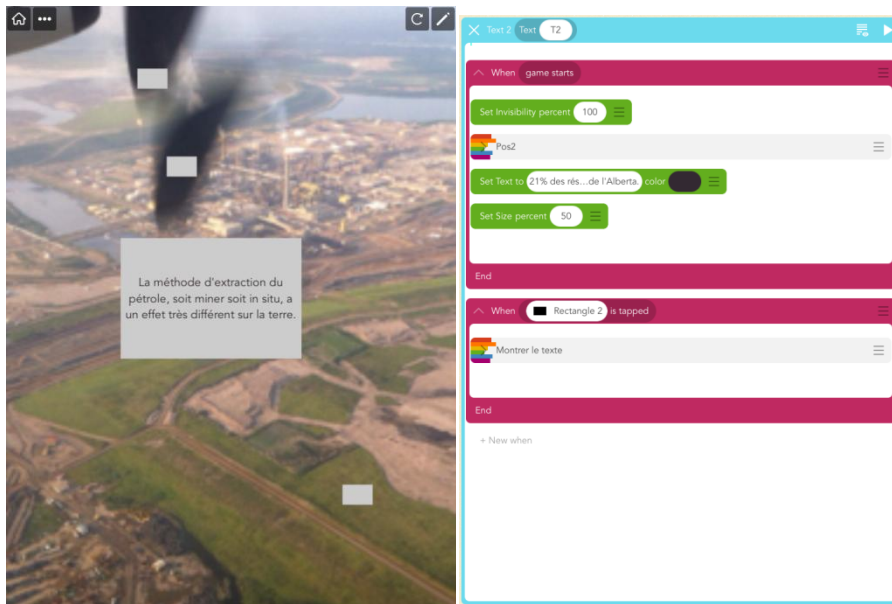 La méthode d'extraction du
pétrole, soit miner soit in situ, a
un effet très différent sur la terre.
Text 2 Text T2
When game starts
Set Invisibility percent 100
Pos2
Set Text to 21% des rés...de l'Alberta. color
Set Size percent 50
End
When Rectangle 2 is tapped
Montrer le texte
End
+ New when